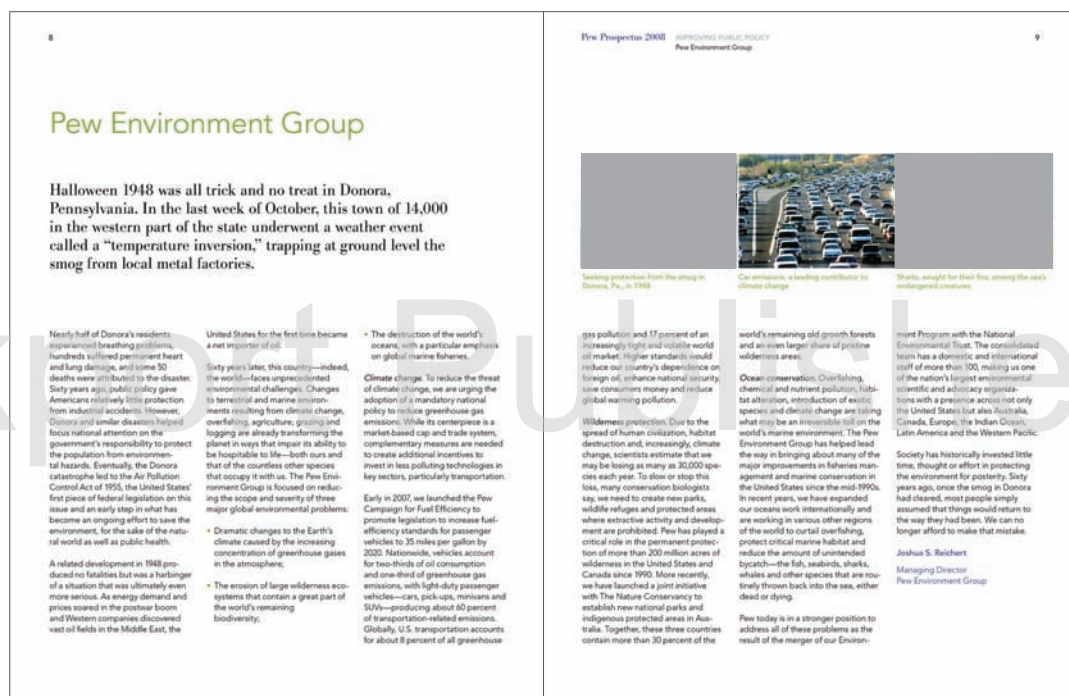 8
Pew Environment Group
Halloween 1948 was all trick and no treat in Donora,
Pennsylvania. In the last week of October, this town of 14,000
in the western part of the state underwent a weather event
called a “temperature inversion,” trapping at ground level the
smog from local metal factories.
Nearly half of Donora's residents
experienced breathing problems,
hundreds suffered permanent heart
and lung damage, and some 50
deaths were attributed to the disaster.
Sixty years ago, public policy gave
Americans relatively little protection
from industrial accidents. However,
Donora and similar disasters helped
focus national attention on the
government's responsibility to protect
the population from environmen-
tal hazards. Eventually, the Donora
catastrophe led to the Air Pollution
Control Act of 1955, the United States'
first piece of federal legislation on this
issue and an early step in what has
become an ongoing effort to save the
environment, for the sake of the natu-
ral world as well as public health.
A related development in 1948 pro-
duced no fatalities but was a harbinger
of a situation that was ultimately even
more serious. As energy demand and
prices soared in the postwar boom
and Western companies discovered
vast oil fields in the Middle East, the
United States for the first time became
a net importer of oil.
Sixty years later, this country—indeed,
the world—faces unprecedented
environmental challenges. Changes
to terrestrial and marine environ-
ments resulting from climate change,
overfishing, agriculture, grazing and
logging are already transforming the
planet in ways that impair its ability to
be hospitable to life—both ours and
that of the countless other species
that occupy it with us. The Pew Envi-
ronment Group is focused on reduc-
ing the scope and severity of three
major global environmental problems:
• Dramatic changes to the Earth's
climate caused by the increasing
concentration of greenhouse gases
in the atmosphere;
• The erosion of large wilderness eco-
systems that contain a great part of
the world's remaining
biodiversity;
• The destruction of the world's
oceans, with a particular emphasis
on global marine fisheries.
Climate change. To reduce the threat
of climate change, we are urging the
adoption of a mandatory national
policy to reduce greenhouse gas
emissions. While its centerpiece is a
market-based cap and trade system,
complementary measures are needed
to create additional incentives to
invest in less polluting technologies in
key sectors, particularly transportation.
Early in 2007, we launched the Pew
Campaign for Fuel Efficiency to
promote legislation to increase fuel-
efficiency standards for passenger
vehicles to 35 miles per gallon by
2020. Nationwide, vehicles account
for two-thirds of oil consumption
and one-third of greenhouse gas
emissions, with light-duty passenger
vehicles—cars, pick-ups, minivans and
SUVs—producing about 60 percent
of transportation-related emissions.
Globally, U.S. transportation accounts
for about 8 percent of all greenhouse
Pew Prospectus 2008 IMPROVING PUBLIC POLICY
Pew Environment Group
9
Seeking protection from the smog in
Donora, Pa., in 1948
Car emissions, a leading contributor to
climate change
Sharks, sought for their fins, among the sea's
endangered creatures
gas pollution and 17 percent of an
increasingly tight and volatile world
oil market. Higher standards would
reduce our country's dependence on
foreign oil, enhance national security,
save consumers money and reduce
global warming pollution.
Wilderness protection. Due to the
spread of human civilization, habitat
destruction and, increasingly, climate
change, scientists estimate that we
may be losing as many as 30,000 spe-
cies each year. To slow or stop this
loss, many conservation biologists
say, we need to create new parks,
wildlife refuges and protected areas
where extractive activity and develop-
ment are prohibited. Pew has played a
critical role in the permanent protec-
tion of more than 200 million acres of
wilderness in the United States and
Canada since 1990. More recently,
we have launched a joint initiative
with The Nature Conservancy to
establish new national parks and
indigenous protected areas in Aus-
tralia. Together, these three countries
contain more than 30 percent of the
world's remaining old growth forests
and an even larger share of pristine
wilderness areas.
Ocean conservation. Overfishing,
chemical and nutrient pollution, habi-
tat alteration, introduction of exotic
species and climate change are taking
what may be an irreversible toll on the
world's marine environment. The Pew
Environment Group has helped lead
the way in bringing about many of the
major improvements in fisheries man-
agement and marine conservation in
the United States since the mid-1990s.
In recent years, we have expanded
our oceans work internationally and
are working in various other regions
of the world to curtail overfishing,
protect critical marine habitat and
reduce the amount of unintended
bycatch—the fish, seabirds, sharks,
whales and other species that are rou-
tinely thrown back into the sea, either
dead or dying.
Pew today is in a stronger position to
address all of these problems as the
result of the merger of our Environ-
ment Program with the National
Environmental Trust. The consolidated
team has a domestic and international
staff of more than 100, making us one
of the nation's largest environmental
scientific and advocacy organiza-
tions with a presence across not only
the United States but also Australia,
Canada, Europe, the Indian Ocean,
Latin America and the Western Pacific.
Society has historically invested little
time, thought or effort in protecting
the environment for posterity. Sixty
years ago, once the smog in Donora
had cleared, most people simply
assumed that things would return to
the way they had been. We can no
longer afford to make that mistake.
Joshua S. Reichert
Managing Director
Pew Environment Group
xport Publishe